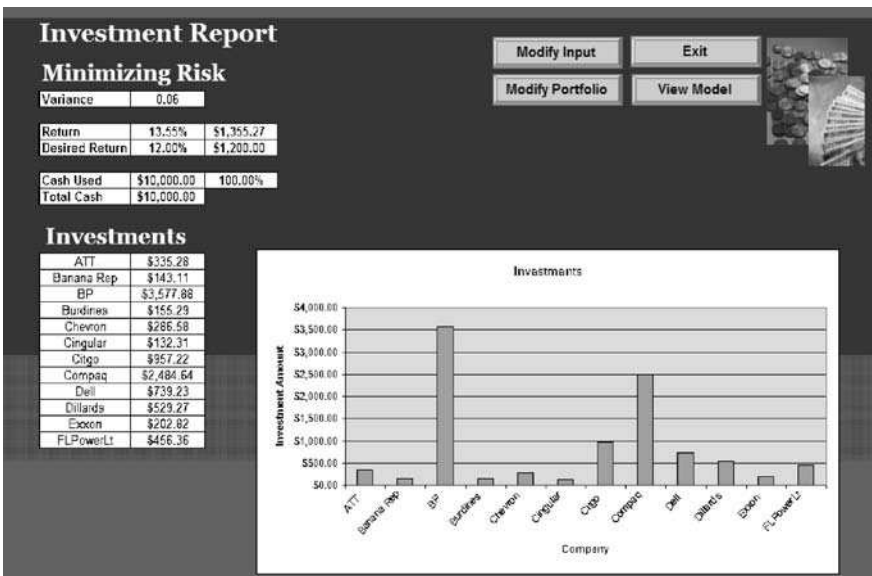 Investment Report
Minimizing Risk
Modify Input
Exit
Modify Portfolio
View Model
Variance 0.06
Return 13.55% $1,355.27
Desired Return 12.00% $1,200.00
Cash Used $10,000.00 100.00%
Total Cash $10,000.00
Investments
ATT $335.28
Banana Rep $143.11
BP $3,577.88
Burdines $155.29
Chevron $286.58
Cingular $132.31
Citgo $957.22
Compaq $2,484.64
Dell $739.23
Dillards $529.27
Exxon $202.82
FLPowerLt $456.36
Investments
Investment Amount
$4,000.00
$3,500.00
$3,000.00
$2,500.00
$2,000.00
$1,500.00
$1,000.00
$500.00
$0.00
ATT
Banana Rep
BP
Burdines
Chevron
Cingular
Citgo
Compaq
Dell
Dillards
Exxon
FLPowerLt
Company